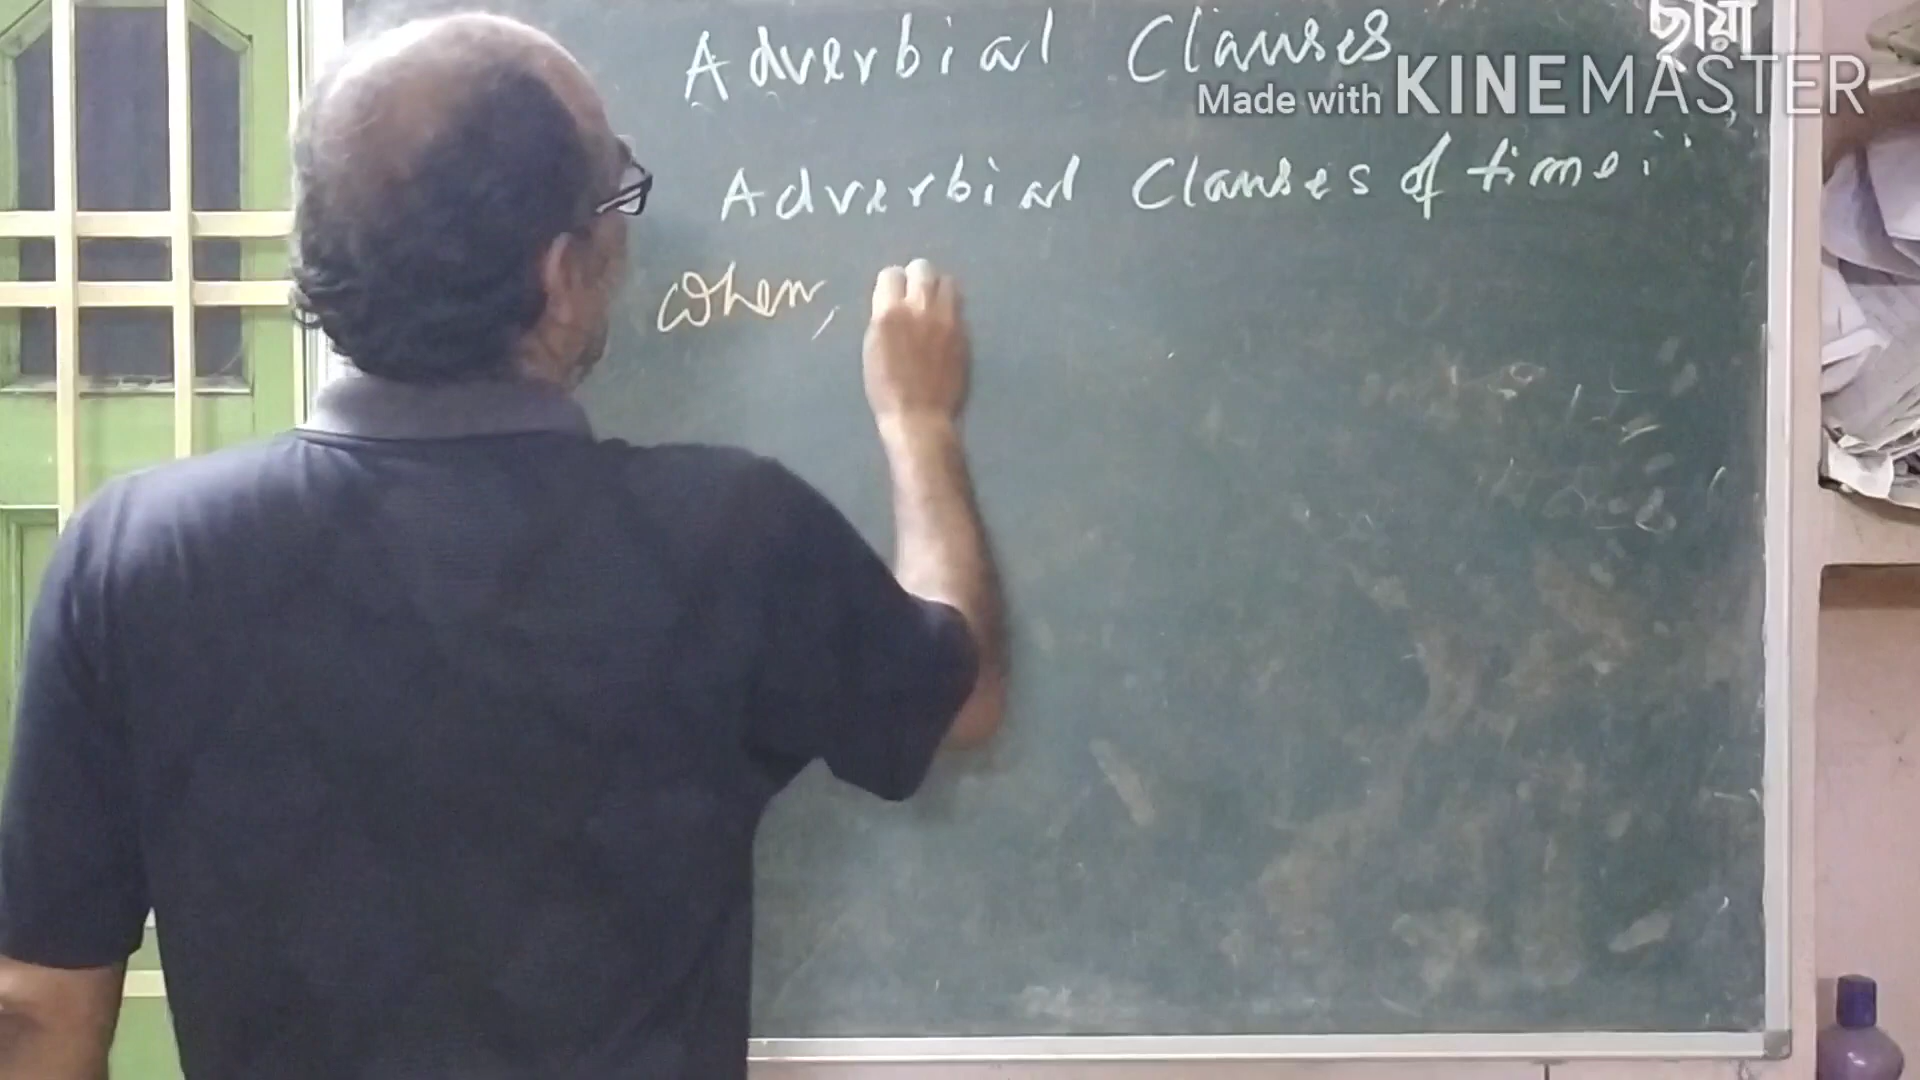 Adverbial Clauses
ছায়া
Made with KINEMASTER
Adverbial Clauses of time:
When,